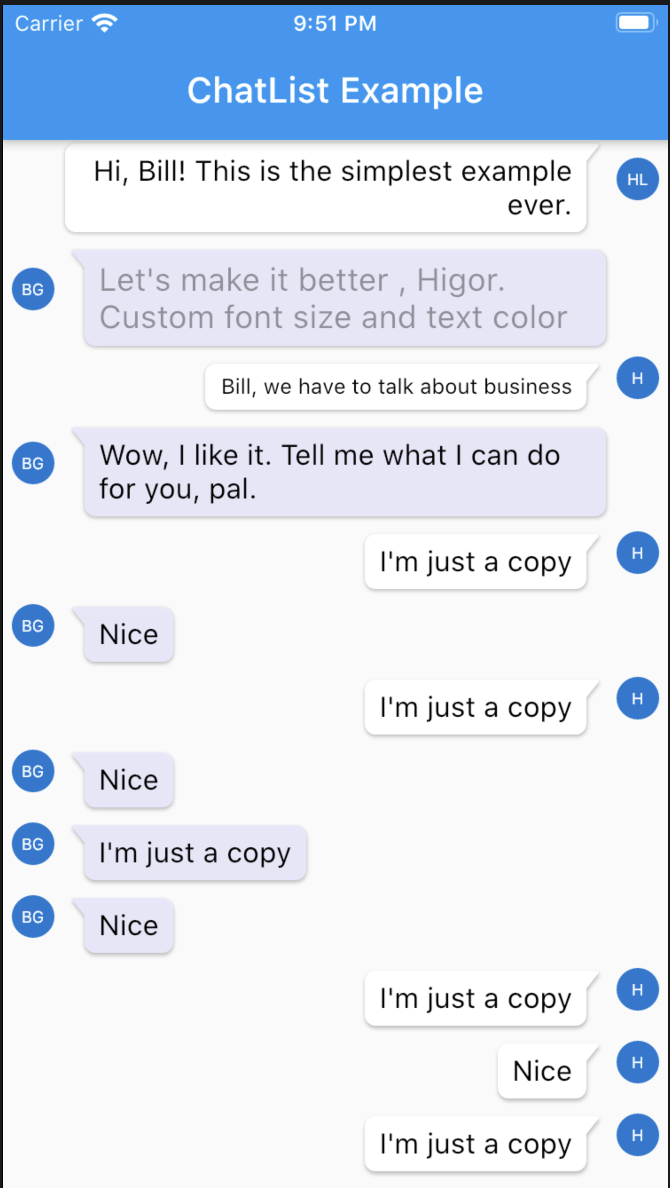 Carrier 9:51 PM
ChatList Example
Hi, Bill! This is the simplest example
ever.
HL
BG
Let's make it better , Higor.
Custom font size and text color
Bill, we have to talk about business
H
BG
Wow, I like it. Tell me what I can do
for you, pal.
I'm just a copy
H
BG
Nice
I'm just a copy
H
BG
Nice
BG
I'm just a copy
BG
Nice
I'm just a copy
H
Nice
H
I'm just a copy
H